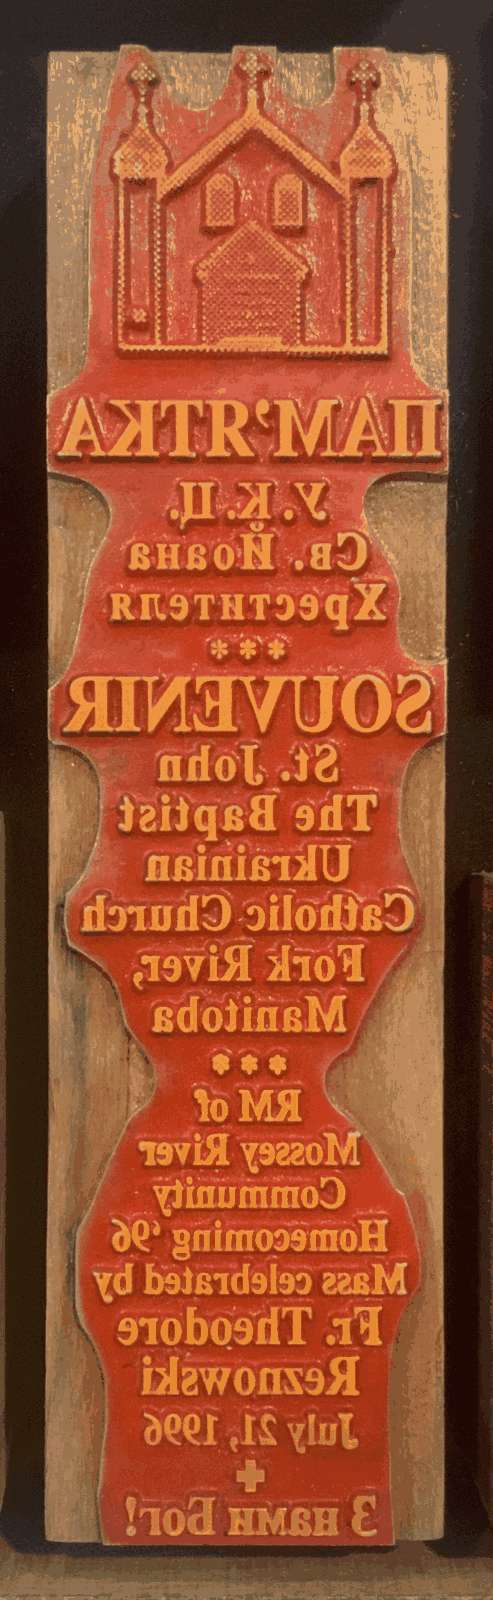 ПАМ'ЯТКА
У.К.Ц.
Св. Йоана
Хрестителя
***
SOUVENIR
St. John
The Baptist
Ukrainian
Catholic Church
Fork River,
Manitoba
***
RM of
Mossey River
Community
Homecoming '96
Mass celebrated by
Fr. Theodore
Reznowski
July 21, 1996
З нами Бог!